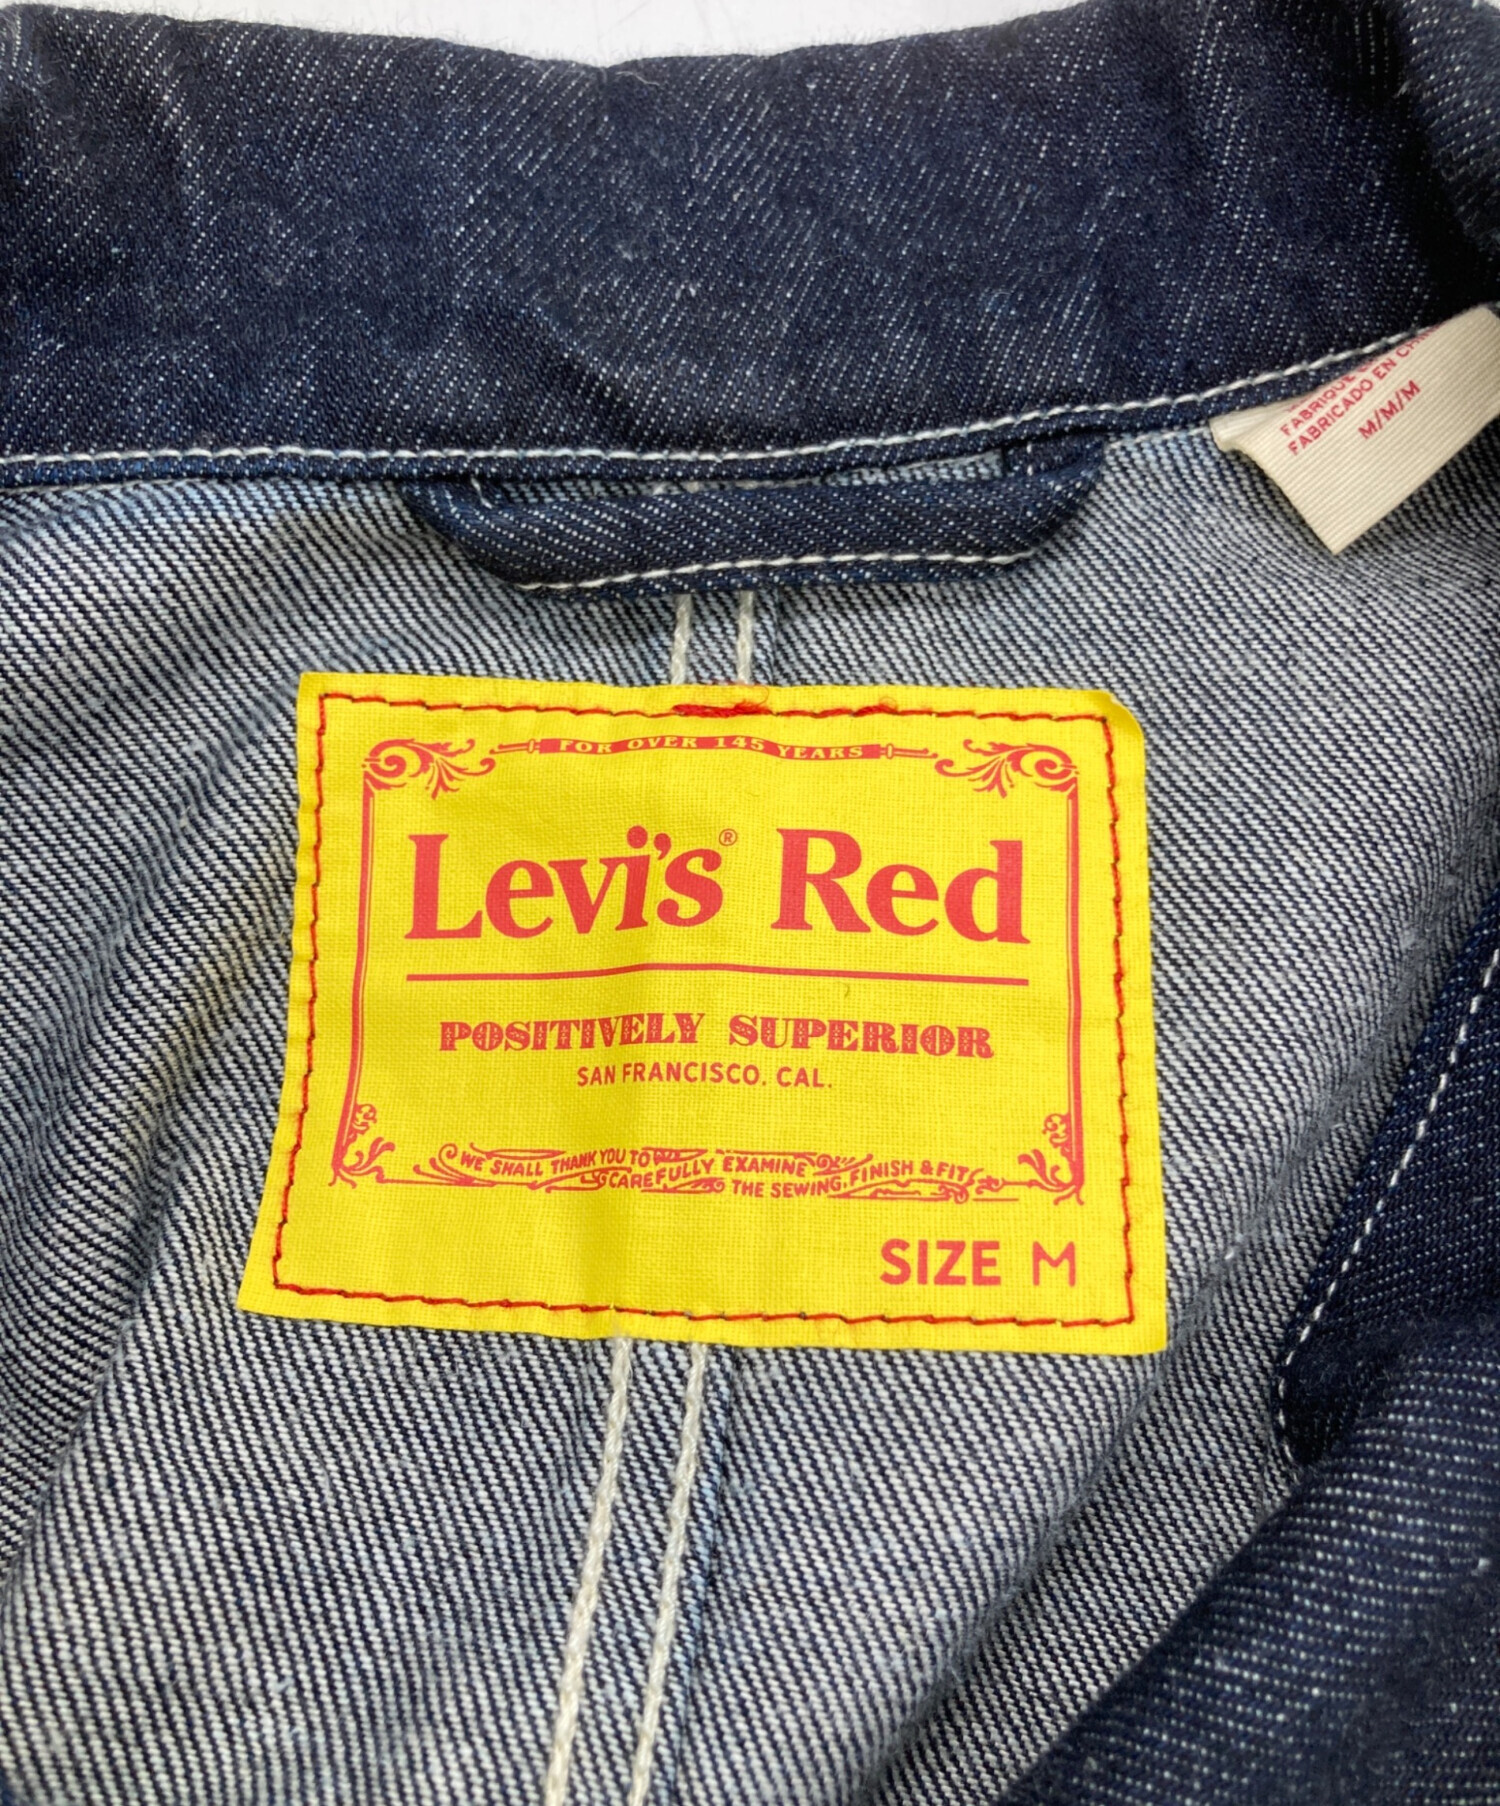 FABRIQUÉ
FABRICADO EN
M/M/M
FOR OVER 145 YEARS
Levi's® Red
POSITIVELY SUPERIOR
SAN FRANCISCO. CAL.
WE SHALL THANK YOU TO
CAREFULLY EXAMINE
THE SEWING, FINISH & FIT
SIZE M